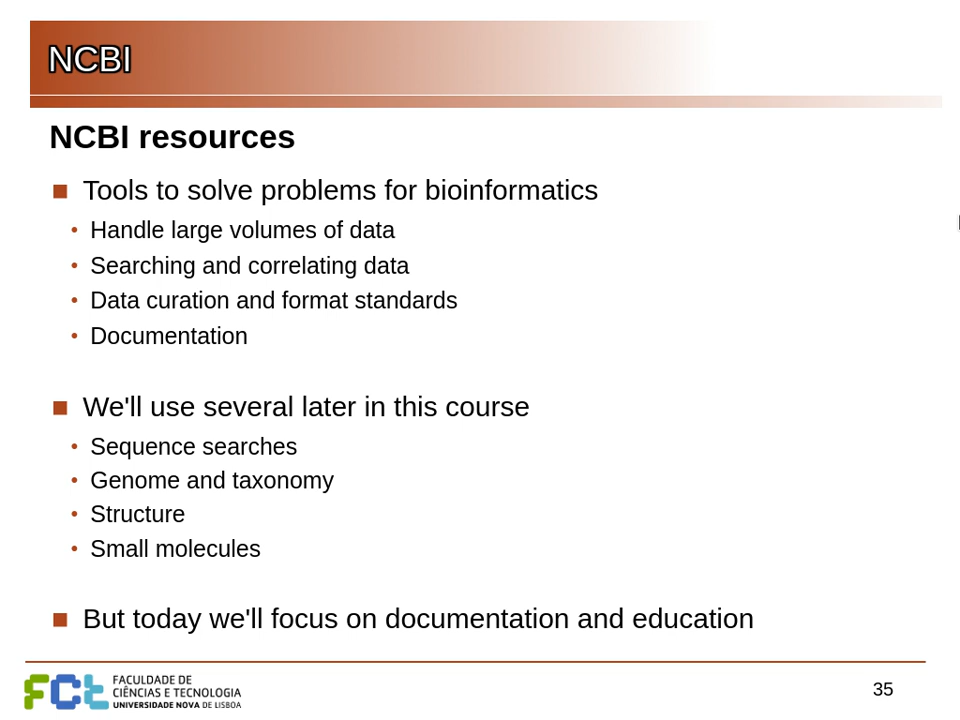 NCBI
NCBI resources
Tools to solve problems for bioinformatics
Handle large volumes of data
Searching and correlating data
Data curation and format standards
Documentation
We'll use several later in this course
Sequence searches
Genome and taxonomy
Structure
Small molecules
But today we'll focus on documentation and education
FCt
FACULDADE DE
CIÊNCIAS E TECNOLOGIA
UNIVERSIDADE NOVA DE LISBOA
35